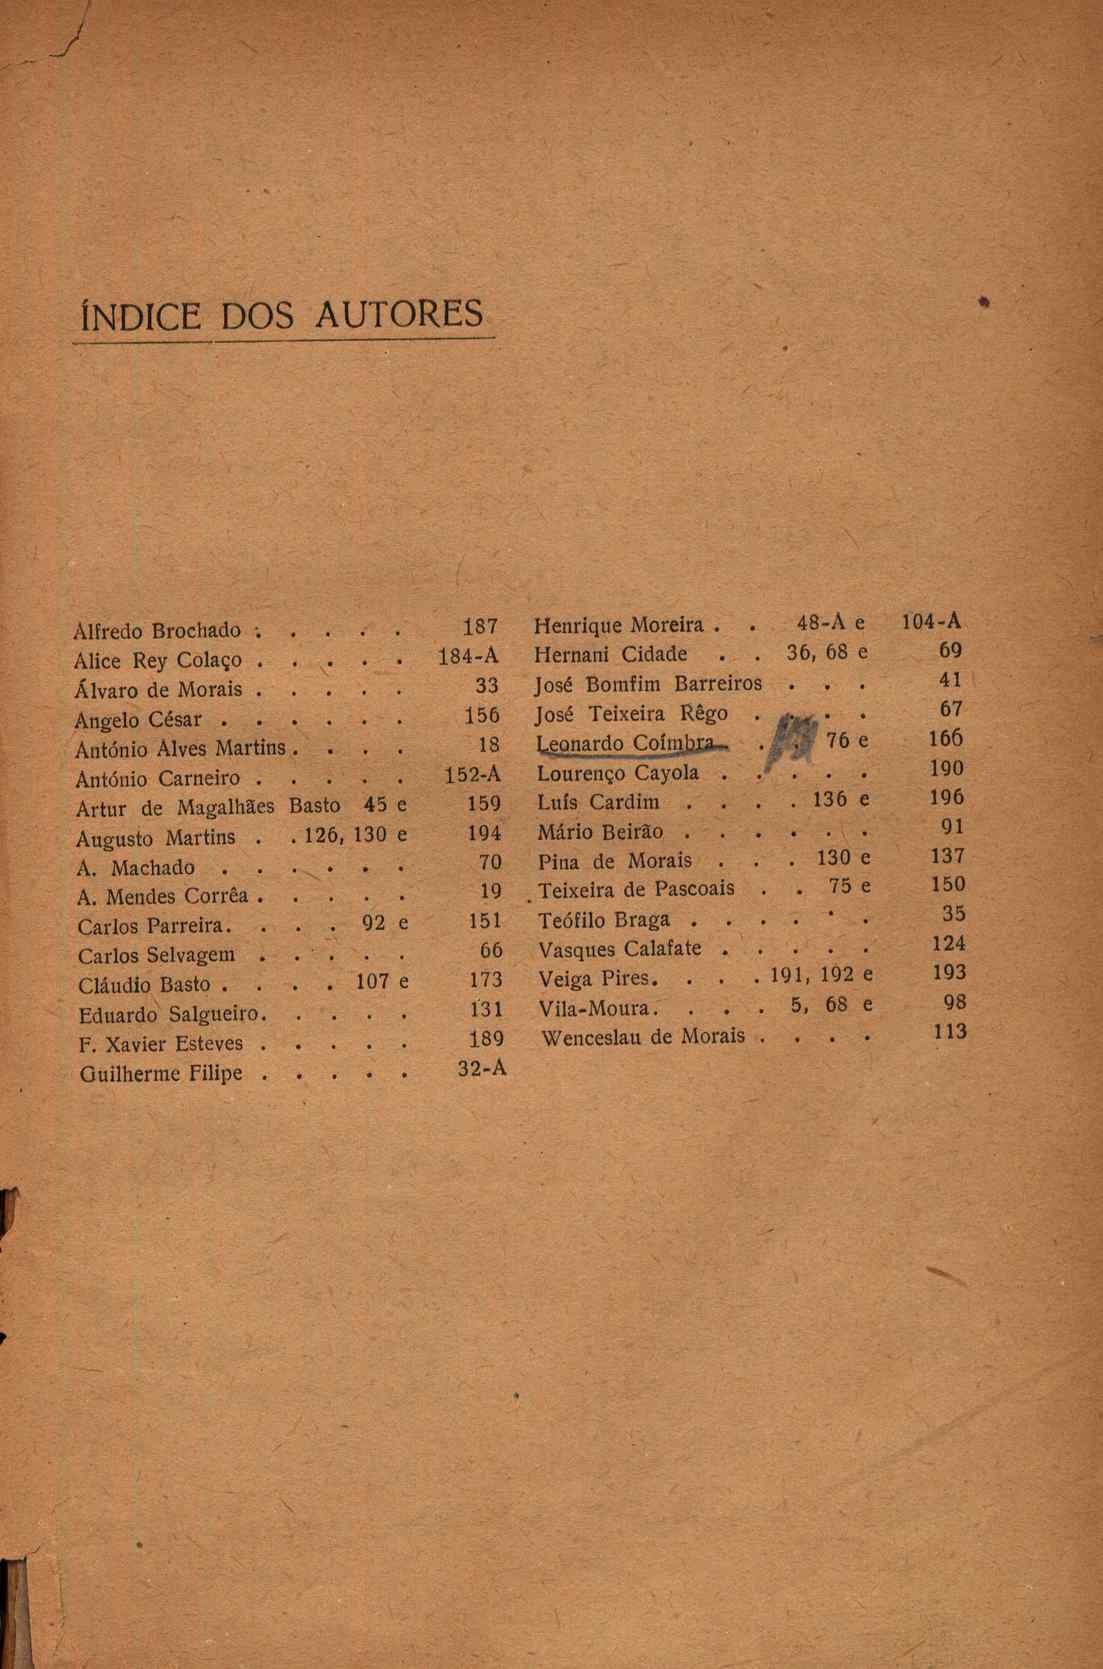 ÍNDICE DOS AUTORES
Alfredo Brochado . . . . . 187
Alice Rey Colaço . . . . . 184-A
Álvaro de Morais . . . . . 33
Angelo César . . . . . . 156
António Alves Martins . . . . 18
António Carneiro . . . . . 152-A
Artur de Magalhães Basto 45 e 159
Augusto Martins . . 126, 130 e 194
A. Machado . . . . . . 70
A. Mendes Corrêa . . . . . 19
Carlos Parreira . . . . 92 e 151
Carlos Selvagem . . . . . 66
Cláudio Basto . . . . 107 e 173
Eduardo Salgueiro . . . . . 131
F. Xavier Esteves . . . . . 189
Guilherme Filipe . . . . . 32-A
Henrique Moreira . . 48-A e 104-A
Hernani Cidade . . 36, 68 e 69
José Bomfim Barreiros . . . 41
José Teixeira Rêgo . . . . 67
Leonardo Coímbra . . 76 e 166
Lourenço Cayola . . . . . 190
Luís Cardim . . . . 136 e 196
Mário Beirão . . . . . . 91
Pina de Morais . . . 130 e 137
Teixeira de Pascoais . . 75 e 150
Teófilo Braga . . . . . . 35
Vasques Calafate . . . . . 124
Veiga Pires . . . . 191, 192 e 193
Vila-Moura . . . . 5, 68 e 98
Wenceslau de Morais . . . . 113